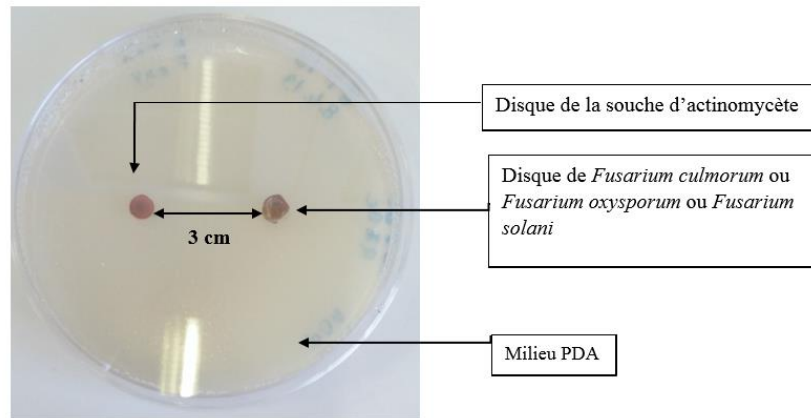 Disque de la souche d'actinomycète
Disque de Fusarium culmorum ou
Fusarium oxysporum ou Fusarium
solani
3 cm
Milieu PDA